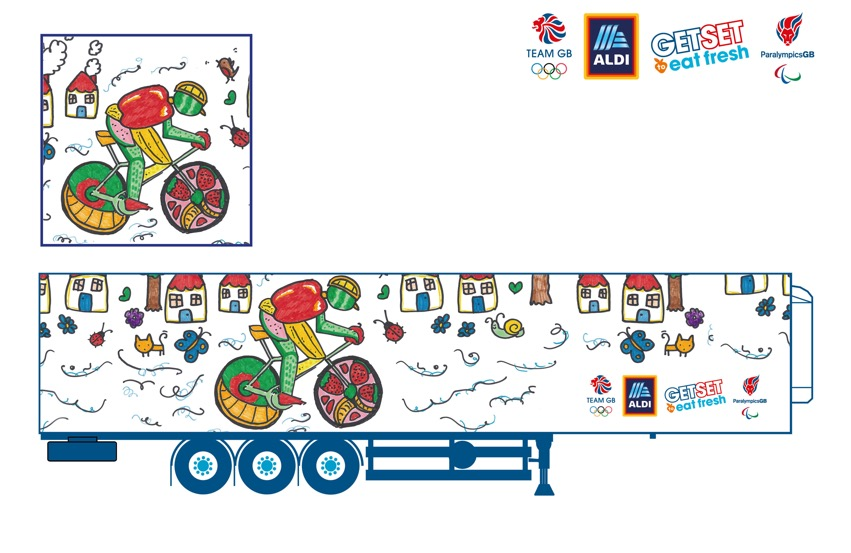 TEAM GB
ALDI
GETSET
to eat fresh
ParalympicsGB
TEAM GB
ALDI
GETSET
to eat fresh
ParalympicsGB